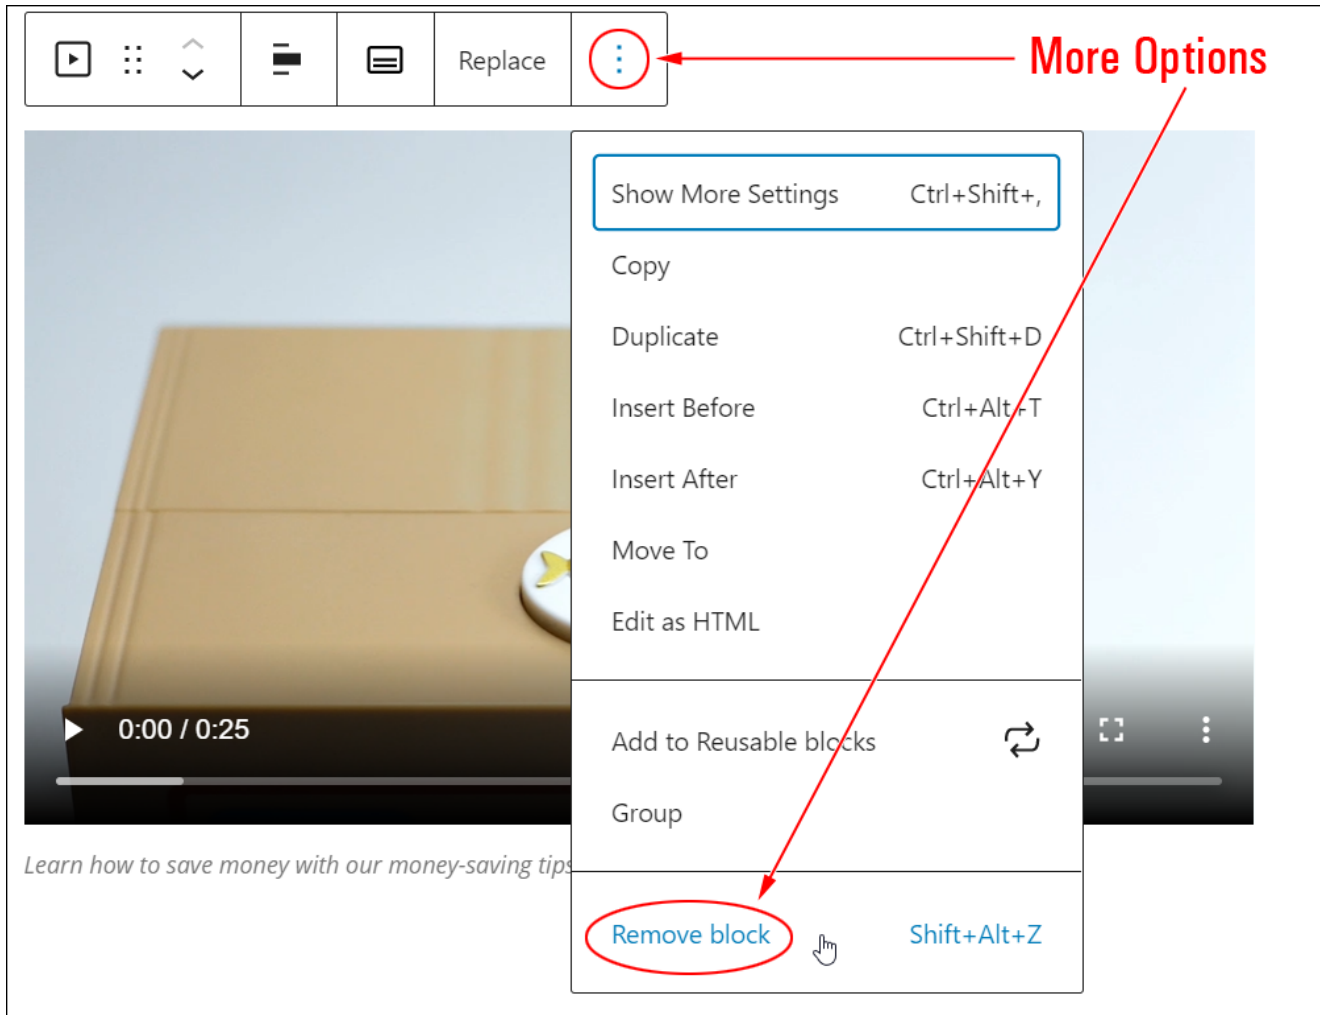 Replace
More Options
Show More Settings Ctrl+Shift+,
Copy
Duplicate Ctrl+Shift+D
Insert Before Ctrl+Alt+T
Insert After Ctrl+Alt+Y
Move To
Edit as HTML
0:00 / 0:25
Add to Reusable blocks
Group
Learn how to save money with our money-saving tips
Remove block Shift+Alt+Z